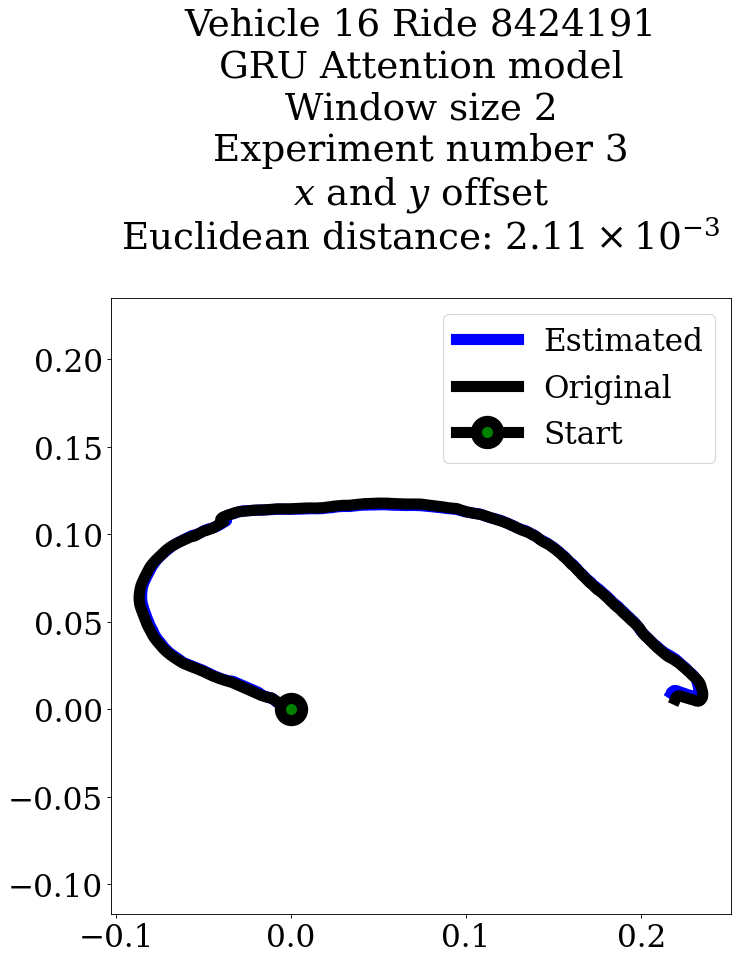 Vehicle 16 Ride 8424191
GRU Attention model
Window size 2
Experiment number 3
x and y offset
Euclidean distance: 2.11 × 10⁻³
Estimated
Original
Start
0.20
0.15
0.10
0.05
0.00
−0.05
−0.10
−0.1 0.0 0.1 0.2